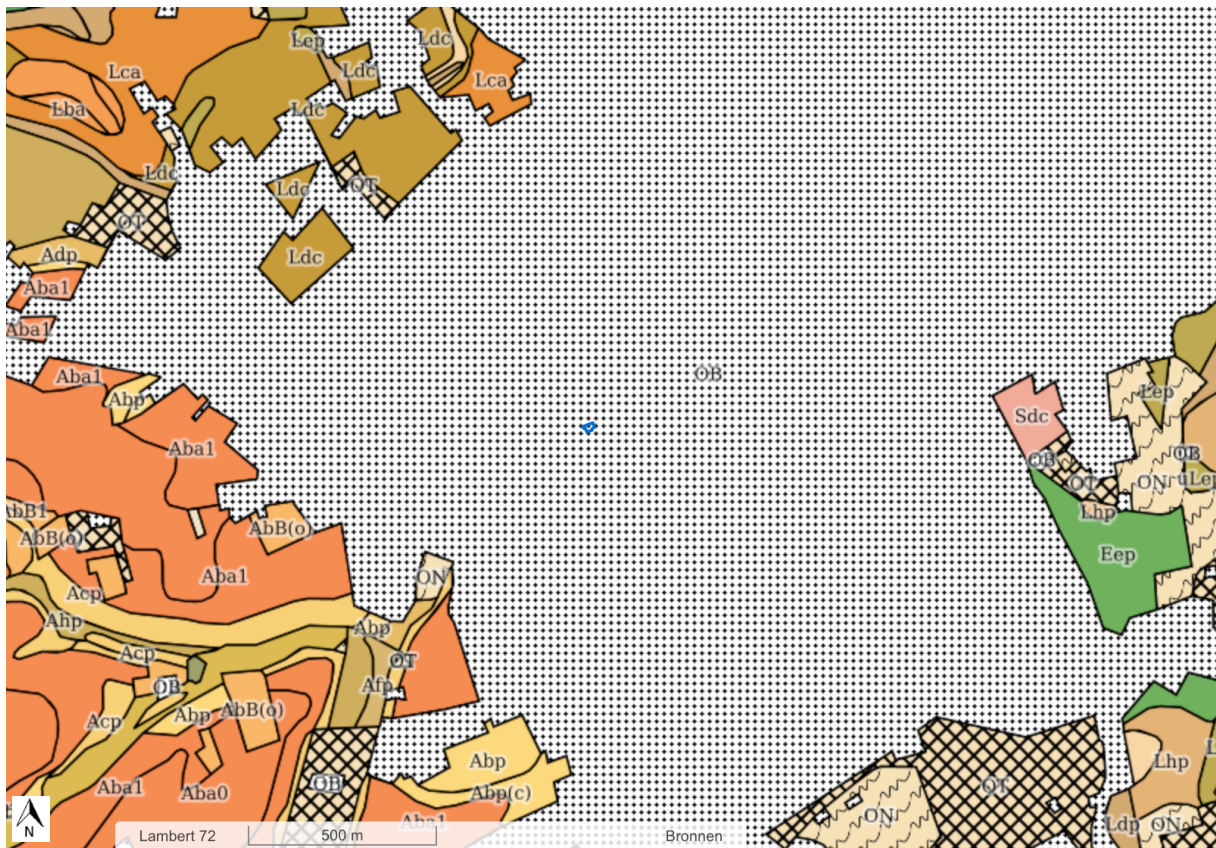 Lep
Ldc
Lca
Ldc
Lca
Lba
Ldc
Ldc
OT
Ldc
OT
Adp
Ldc
Aba1
Aba1
Aba1
Abp
OB
Lep
Sdc
Aba1
OB
OB
OT
ON
uLep
AbB1
AbB(o)
AbB(o)
Lhp
Eep
Aba1
ON
Acp
Ahp
Abp
Acp
OT
OB
Afp
Acp
Abp
AbB(o)
Abp
Lhp
OB
OT
Aba1
Aba0
Abp(c)
Aba1
ON
Ldp
ON
N
Lambert 72
500 m
Bronnen